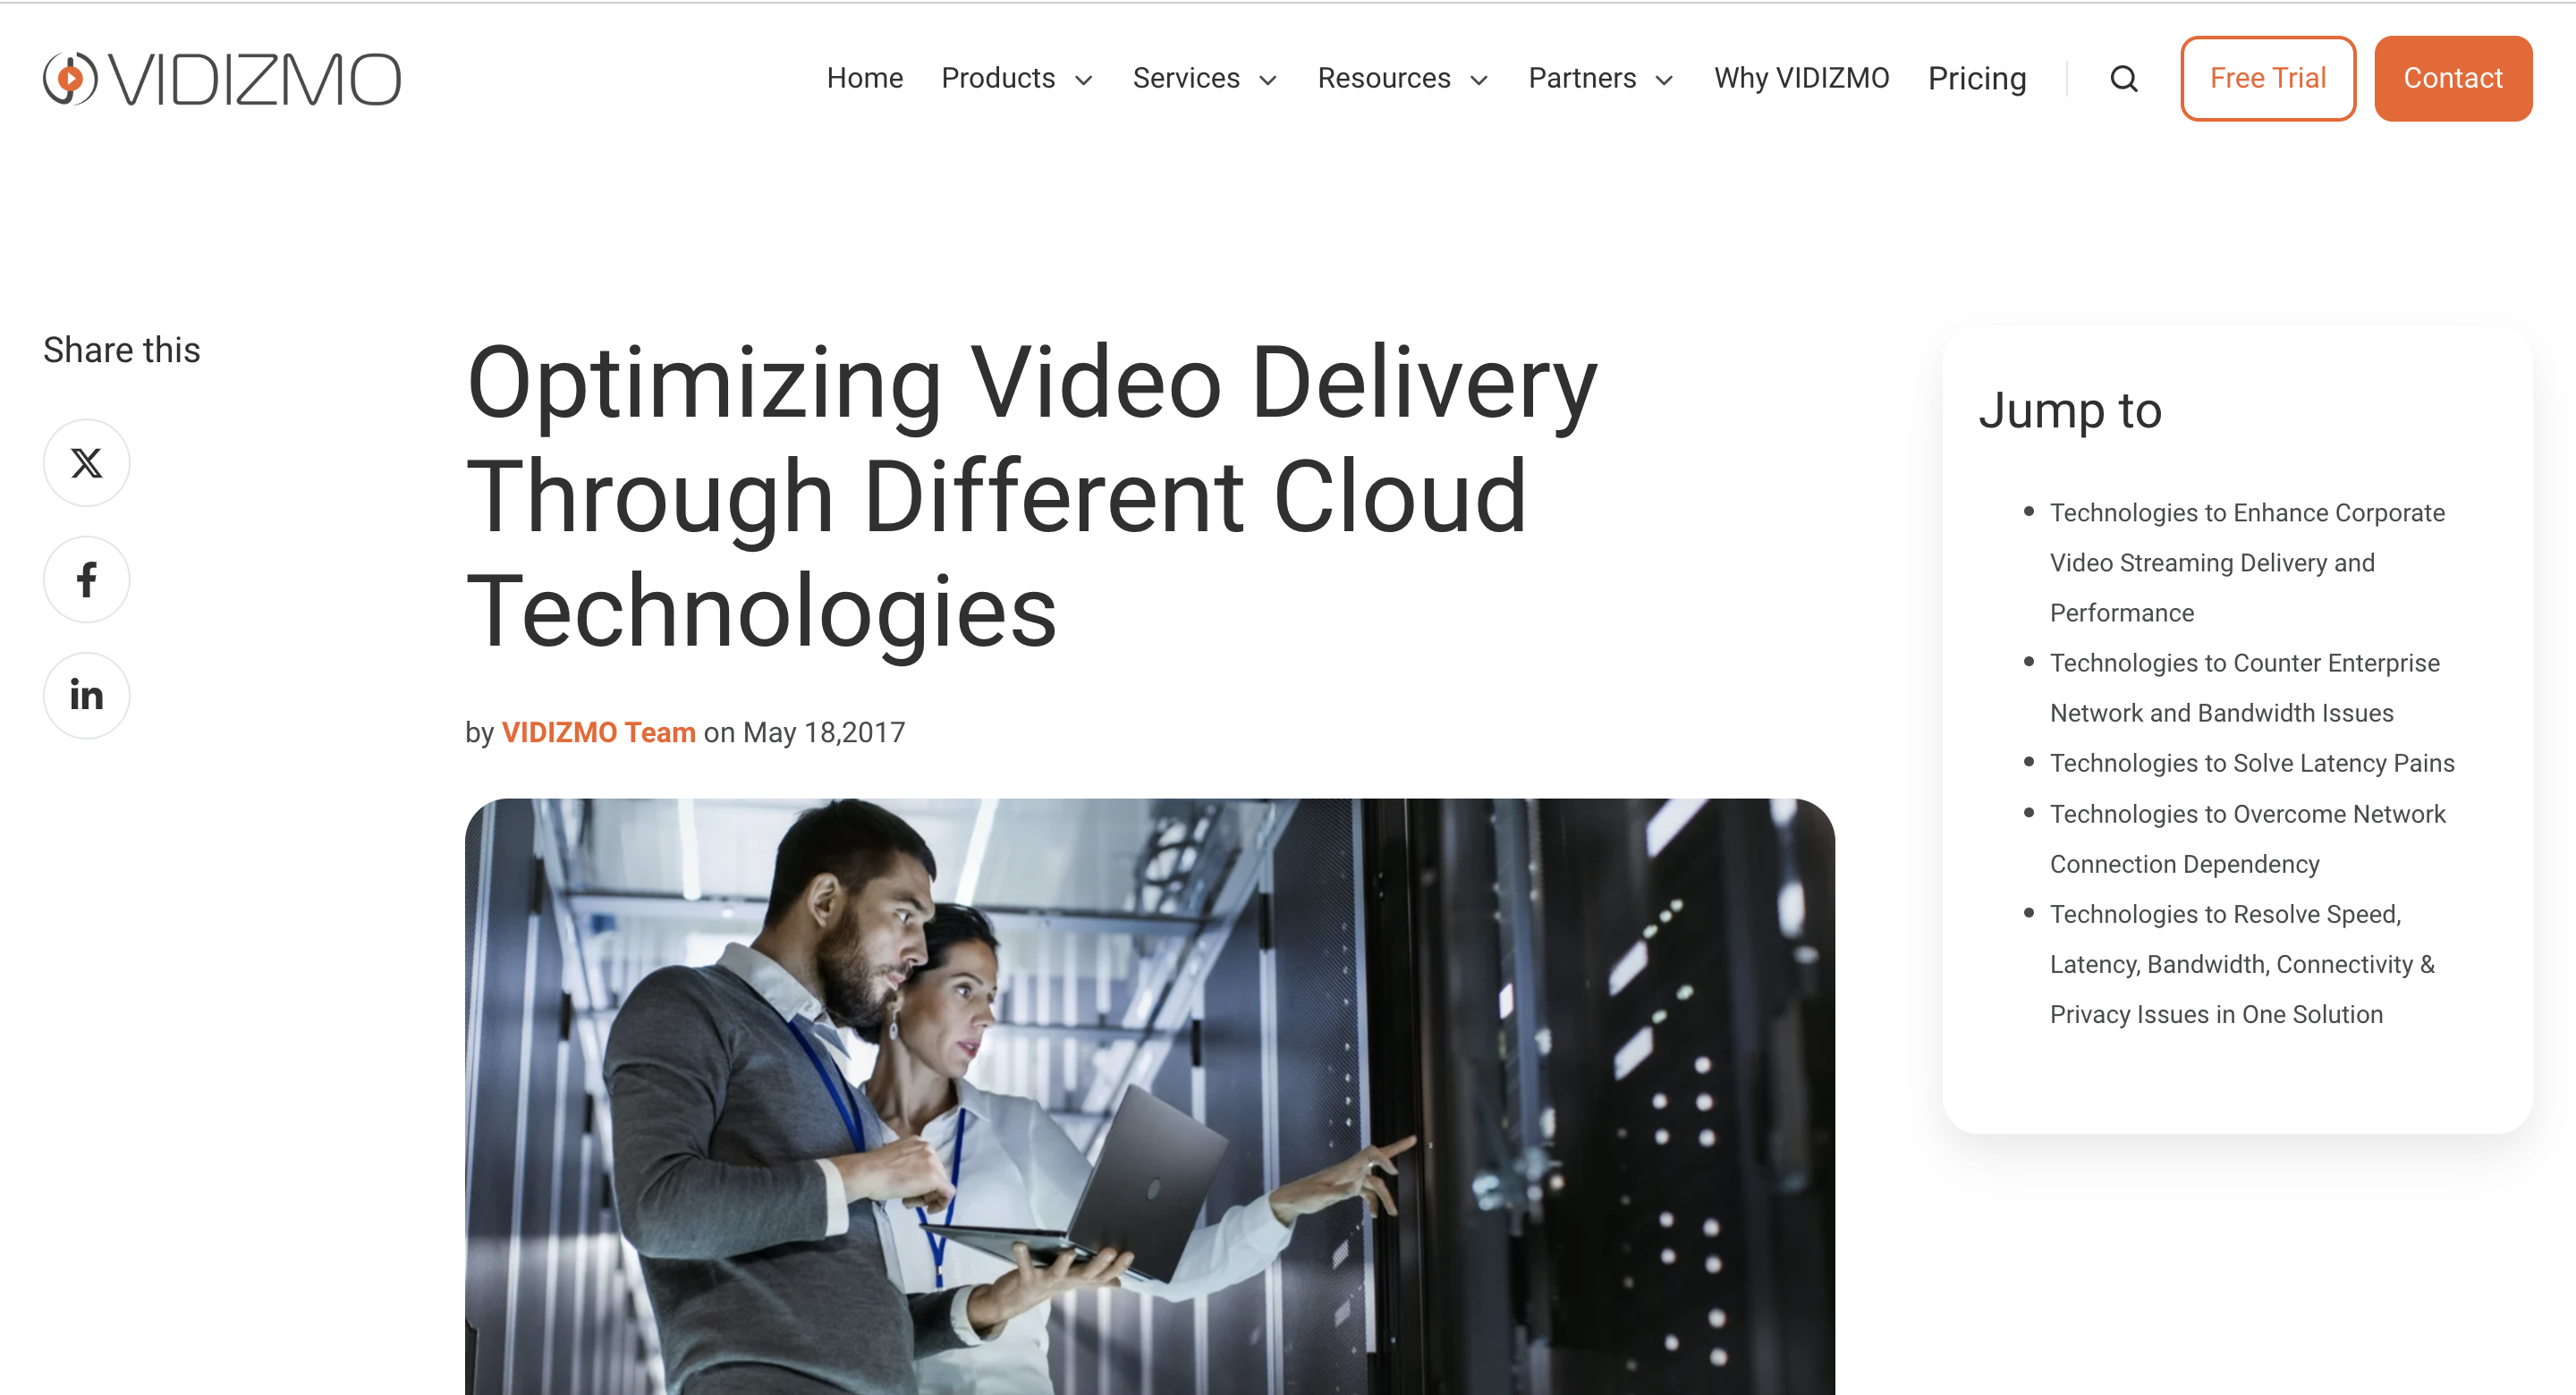 VIDIZMO
Home Products Services Resources Partners Why VIDIZMO Pricing Free Trial Contact
Share this
Optimizing Video Delivery
Through Different Cloud
Technologies
by VIDIZMO Team on May 18,2017
Jump to
Technologies to Enhance Corporate
Video Streaming Delivery and
Performance
Technologies to Counter Enterprise
Network and Bandwidth Issues
Technologies to Solve Latency Pains
Technologies to Overcome Network
Connection Dependency
Technologies to Resolve Speed,
Latency, Bandwidth, Connectivity &
Privacy Issues in One Solution